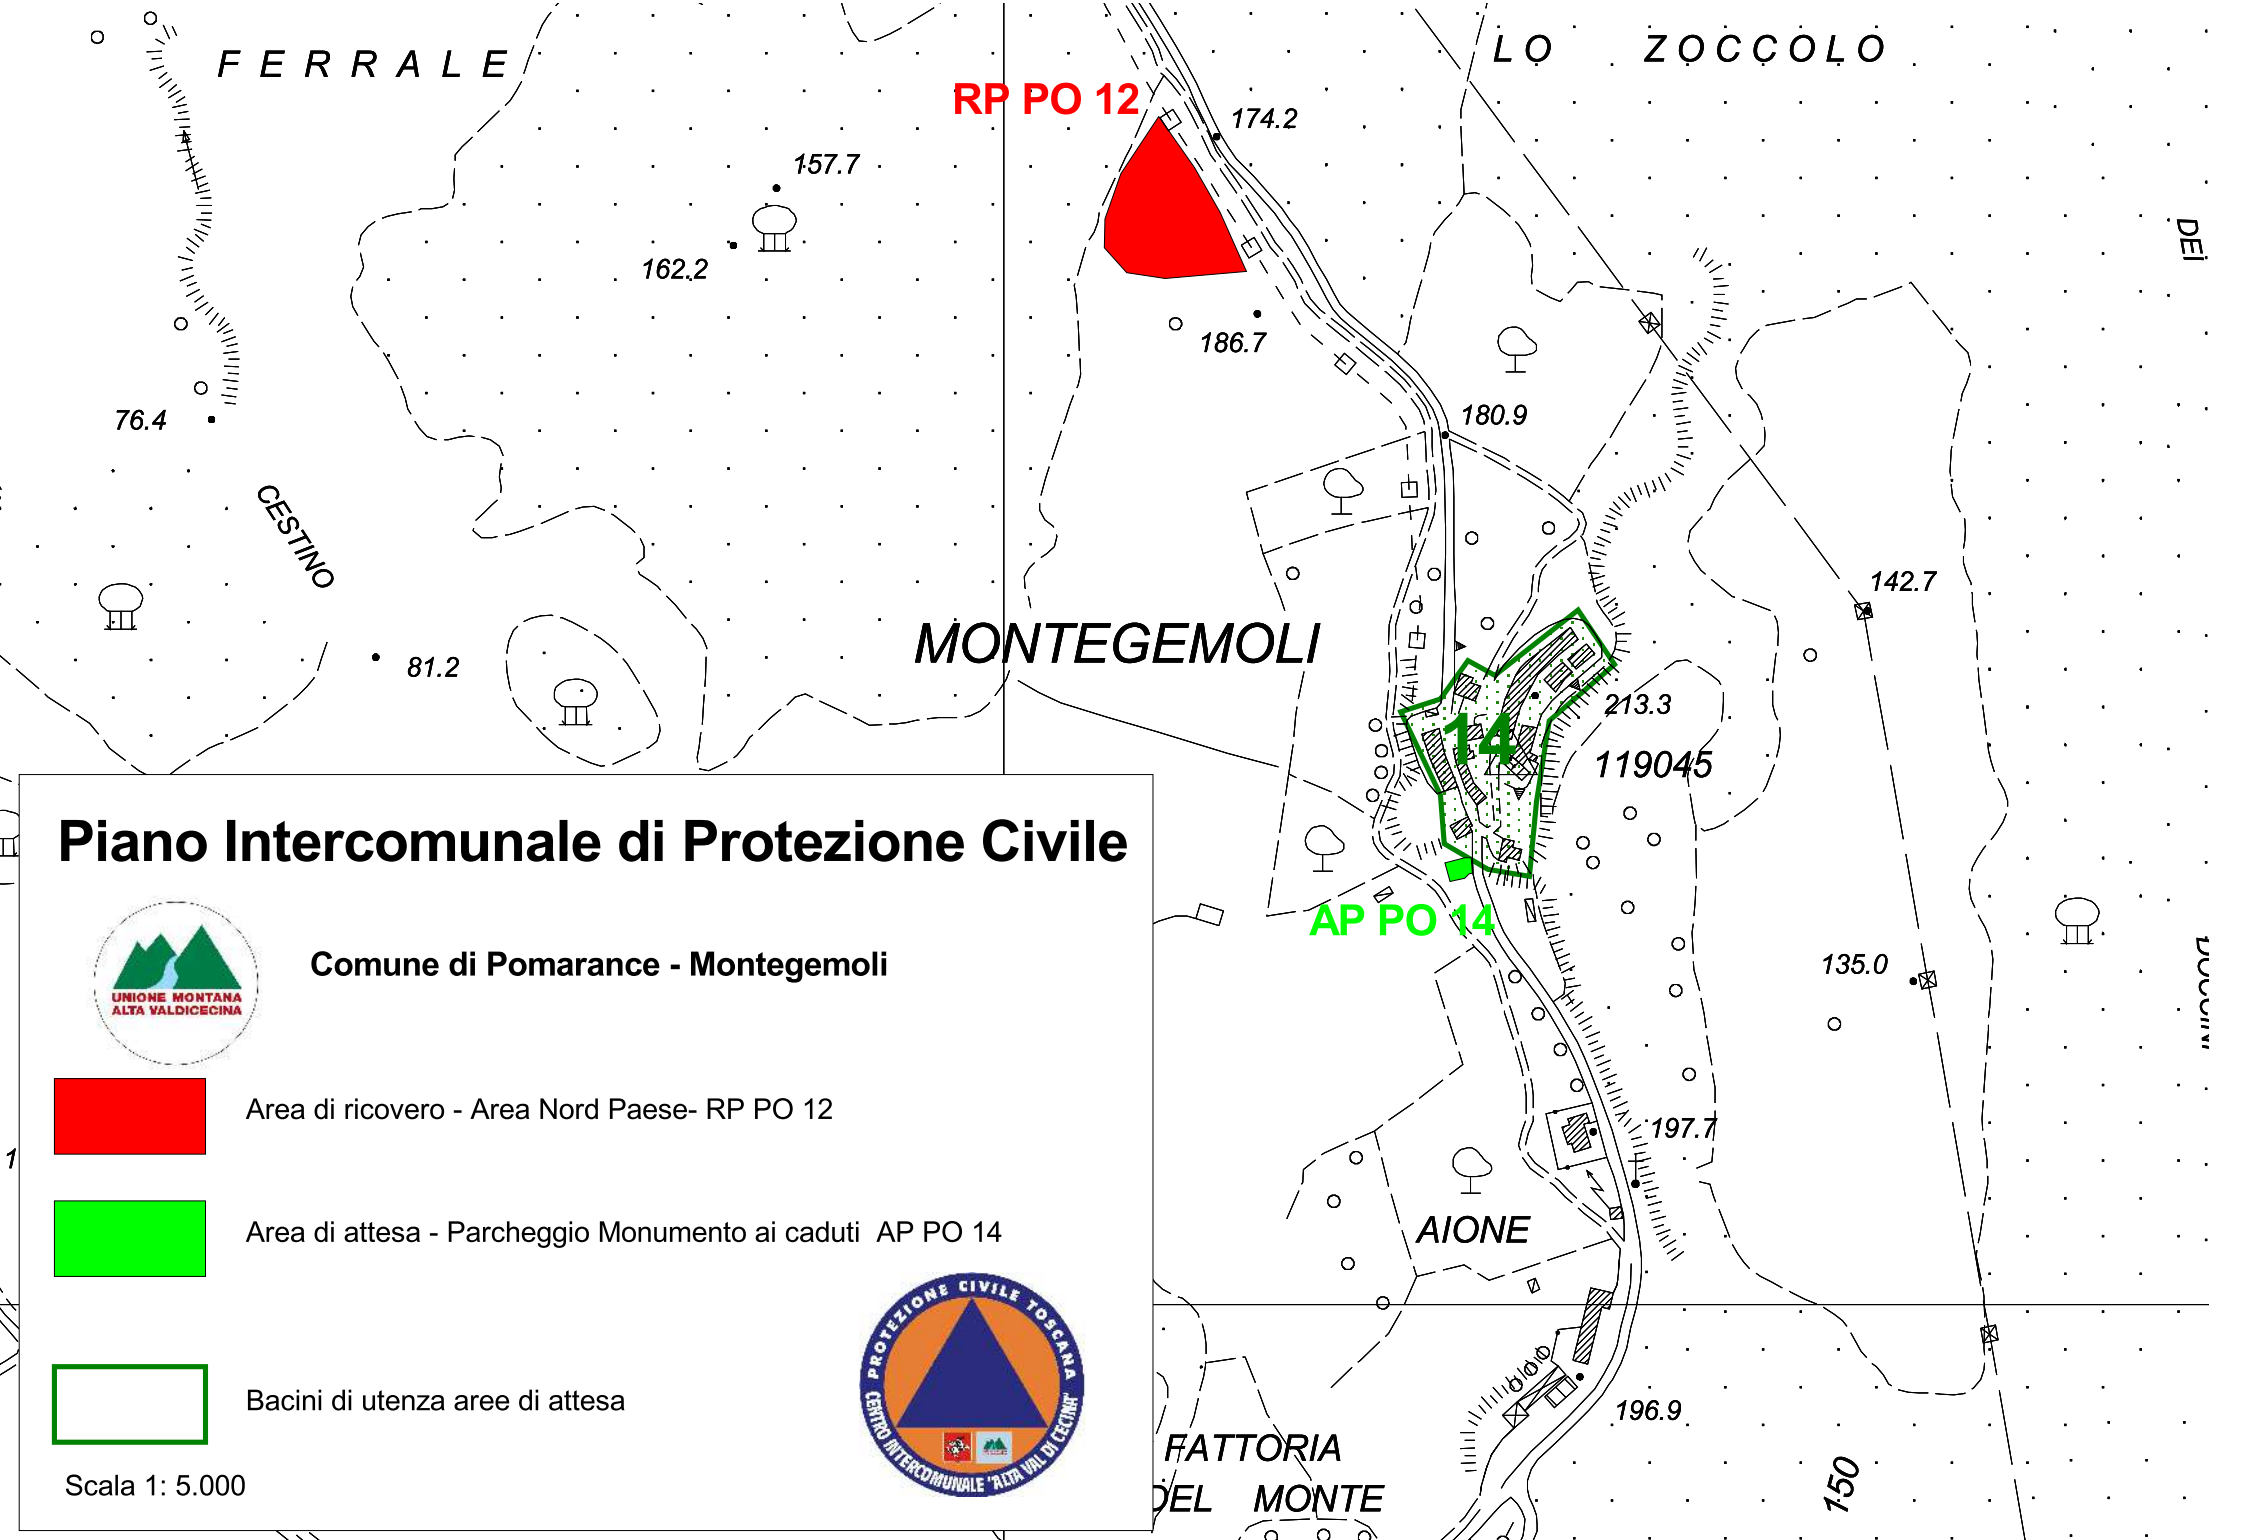 FERRALE
LO ZOCCOLO
RP PO 12
174.2
157.7
162.2
DEI
186.7
76.4
180.9
CESTINO
142.7
MONTEGEMOLI
81.2
213.3
14
119045
AP PO 14
135.0
197.7
AIONE
196.9
FATTORIA
DEL MONTE
150
1
Piano Intercomunale di Protezione Civile
UNIONE MONTANA
ALTA VALDICECINA
Comune di Pomarance - Montegemoli
Area di ricovero - Area Nord Paese- RP PO 12
Area di attesa - Parcheggio Monumento ai caduti AP PO 14
Bacini di utenza aree di attesa
Scala 1: 5.000
PROTEZIONE CIVILE TOSCANA
CENTRO INTERCOMUNALE "ALTA VAL DI CECINA"